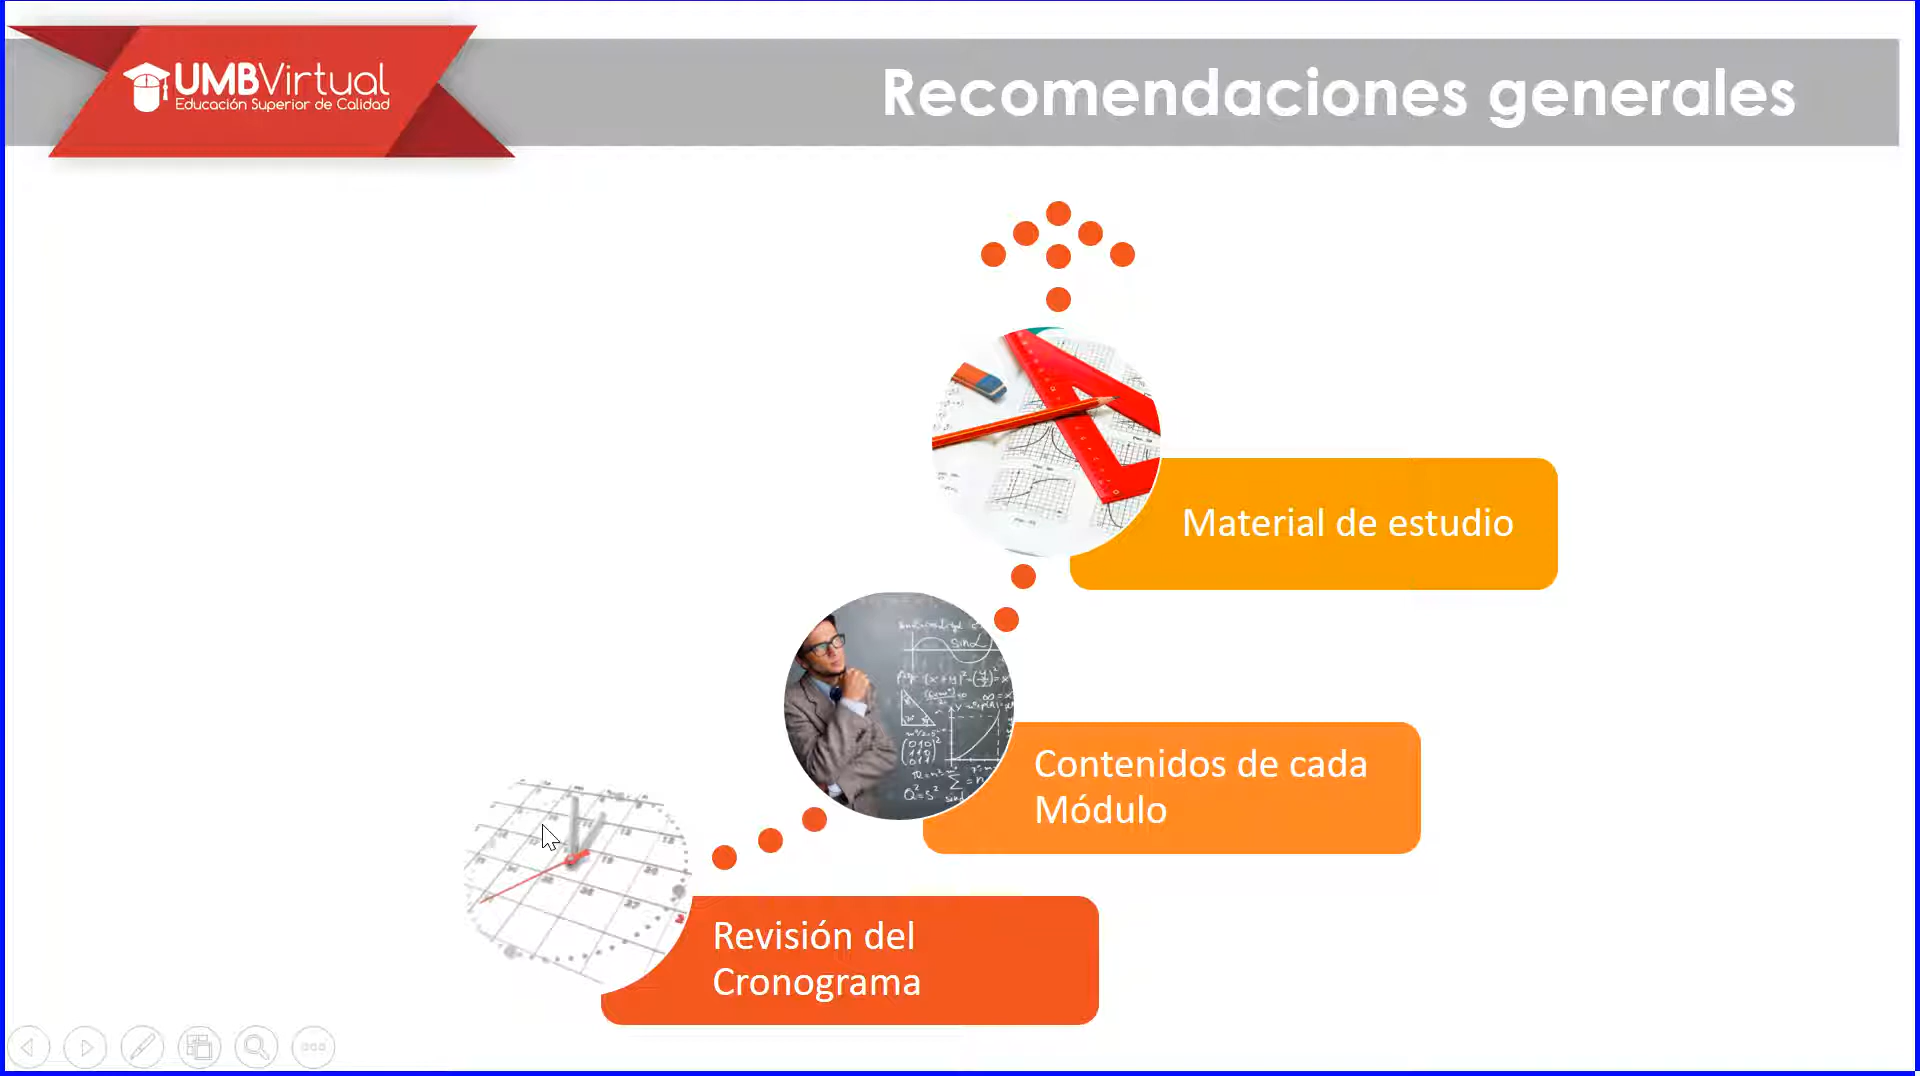 UMBVirtual
Educación Superior de Calidad
Recomendaciones generales
Material de estudio
Contenidos de cada
Módulo
Revisión del
Cronograma